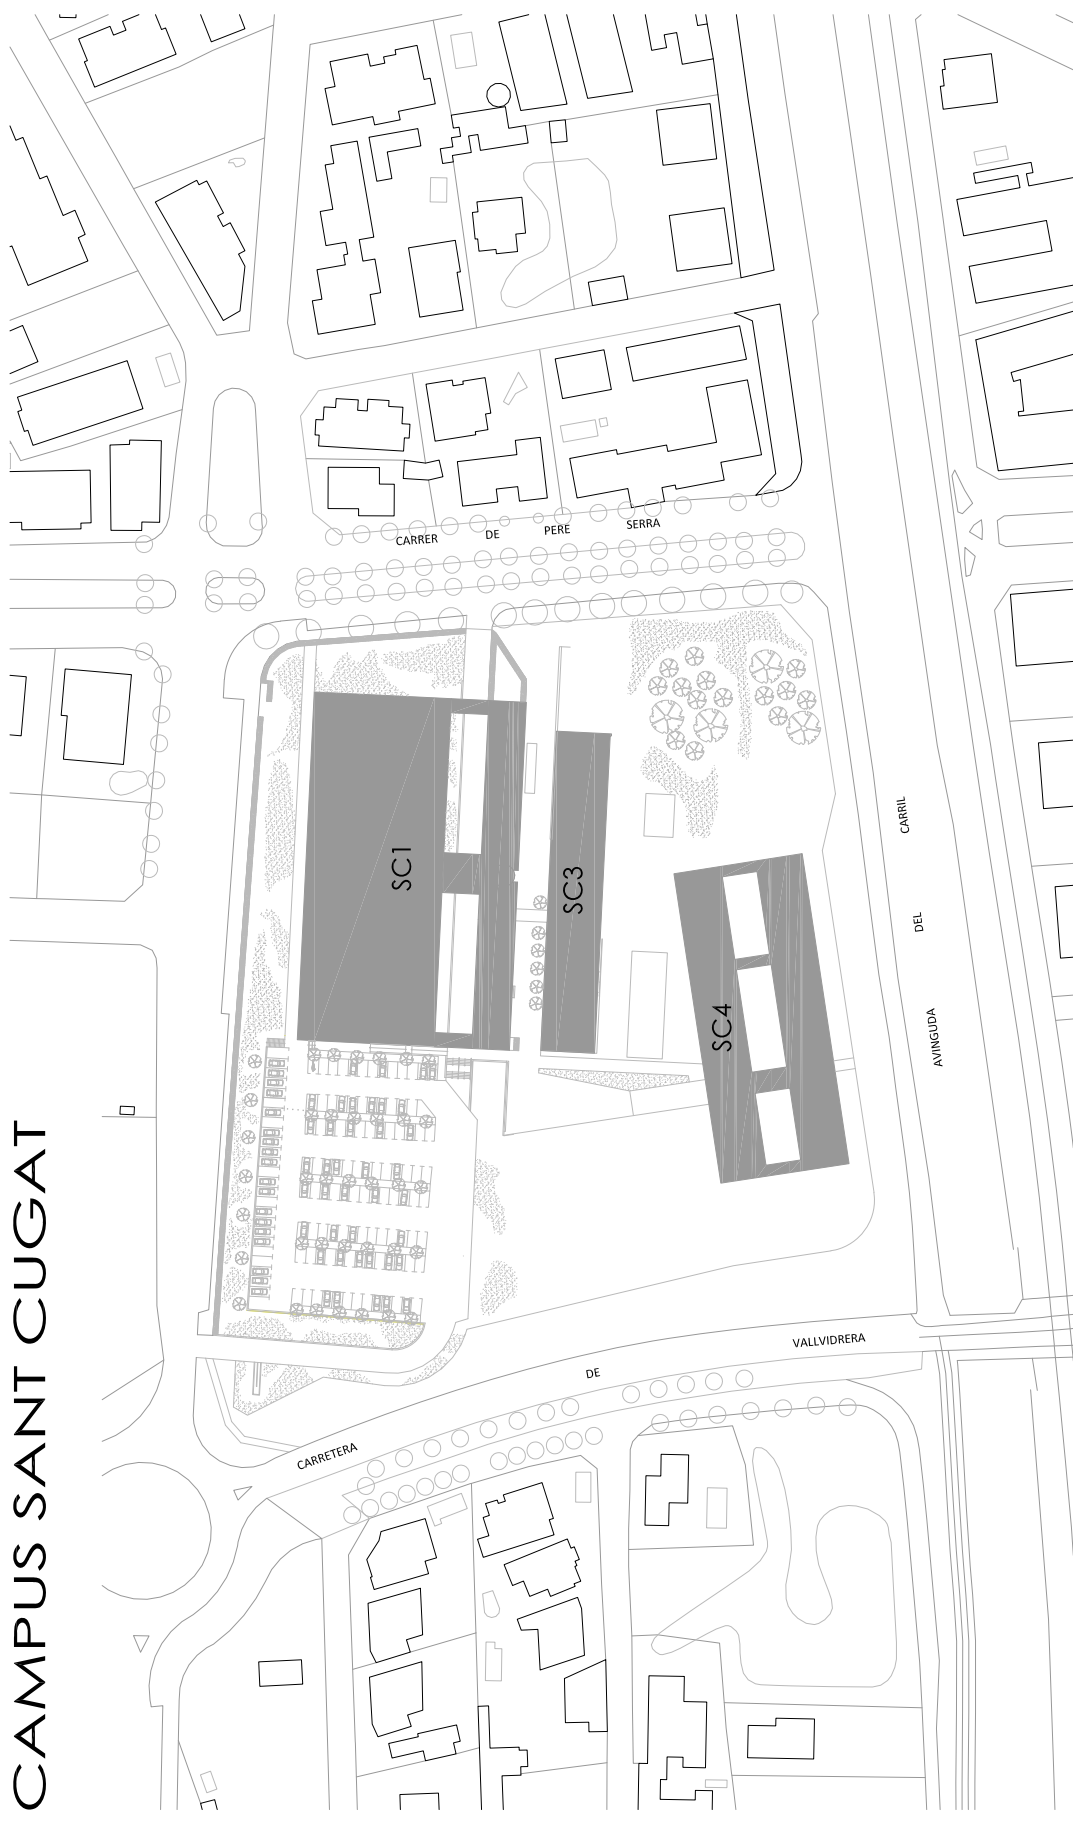 CARRER DE PERE SERRA
SC1
SC3
SC4
AVINGUDA DEL CARRIL
CARRETERA DE VALLVIDRERA
CAMPUS SANT CUGAT